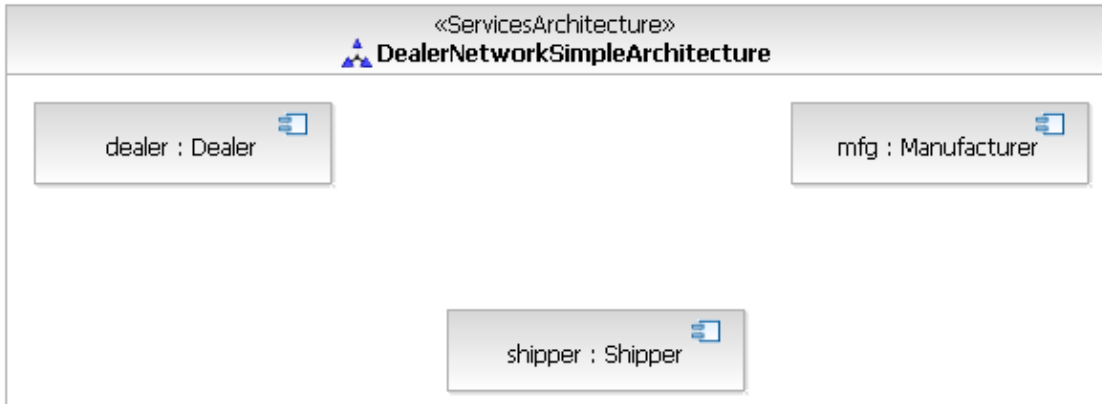 «ServicesArchitecture»
DealerNetworkSimpleArchitecture
dealer : Dealer
mfg : Manufacturer
shipper : Shipper